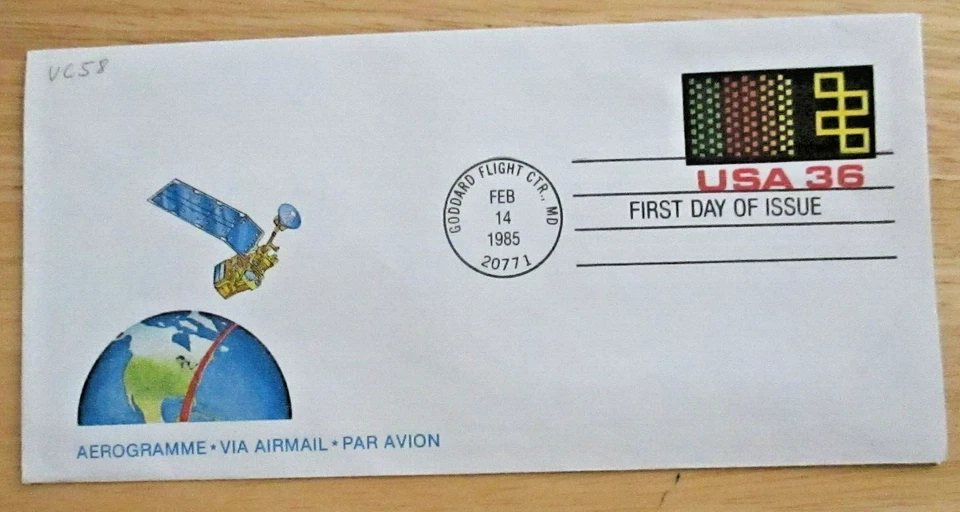 VC58
USA 36
GODDARD FLIGHT CTR., MD
FEB
14
1985
20771
FIRST DAY OF ISSUE
AEROGRAMME ★ VIA AIRMAIL ★ PAR AVION